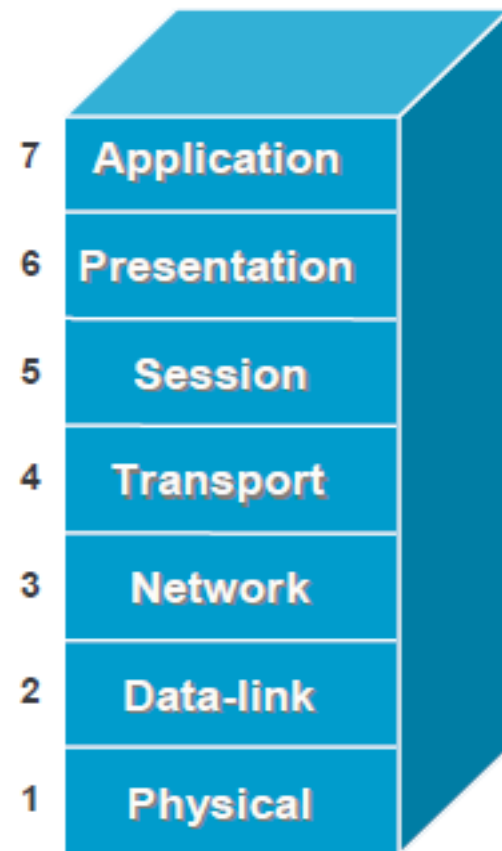 7 Application
6 Presentation
5 Session
4 Transport
3 Network
2 Data-link
1 Physical